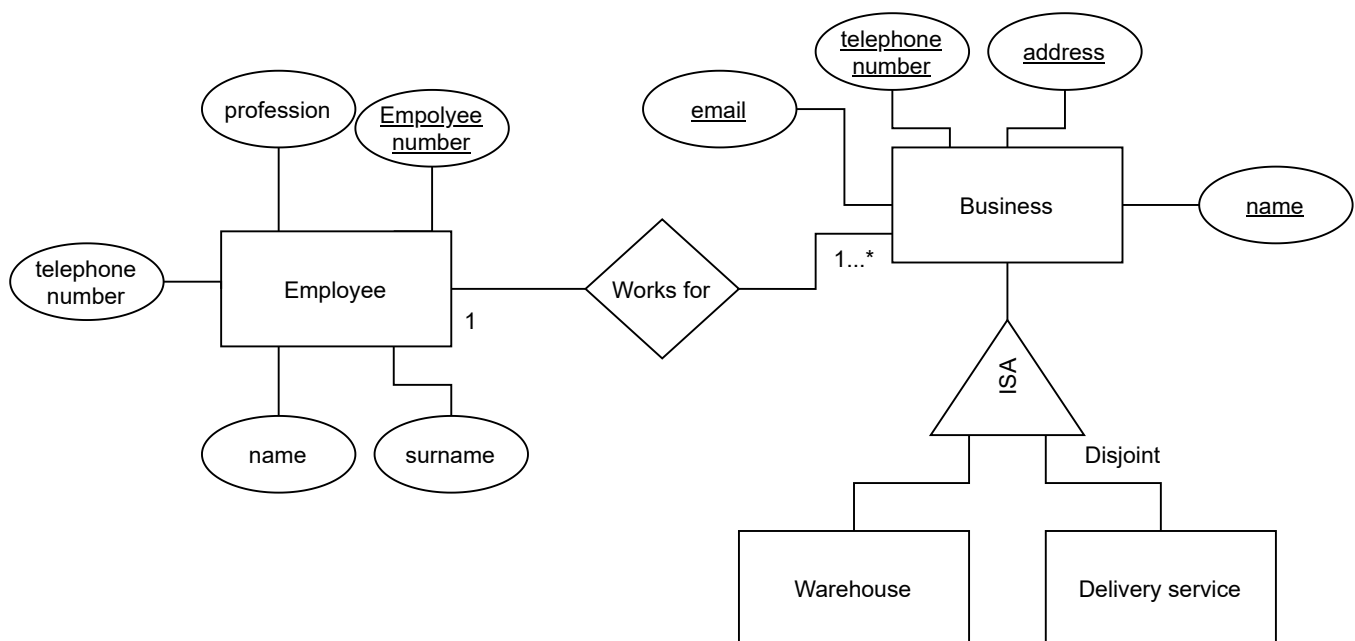 telephone
number
address
email
profession
Empolyee
number
Business
name
telephone
number
Employee
Works for
1...*
1
ISA
name
surname
Disjoint
Warehouse
Delivery service